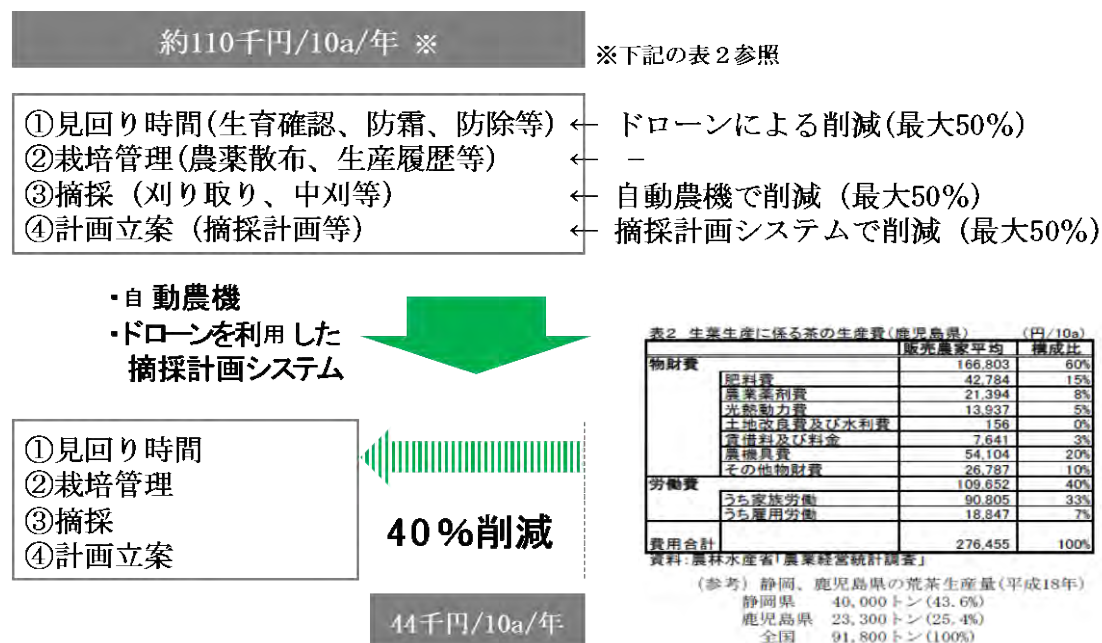 約110千円/10a/年 ※
※下記の表２参照
①見回り時間(生育確認、防霜、防除等) ← ドローンによる削減(最大50%)
②栽培管理(農薬散布、生産履歴等) ← －
③摘採（刈り取り、中刈等） ← 自動農機で削減（最大50%）
④計画立案（摘採計画等） ← 摘採計画システムで削減（最大50%）
・自動農機
・ドローンを利用した
摘採計画システム
①見回り時間
②栽培管理
③摘採
④計画立案
40%削減
44千円/10a/年
表2 生葉生産に係る茶の生産費(鹿児島県) (円/10a)
販売農家平均 構成比
物財費 166,803 60%
肥料費 42,784 15%
農業薬剤費 21,394 8%
光熱動力費 13,937 5%
土地改良費及び水利費 156 0%
賃借料及び料金 7,641 3%
農機具費 54,104 20%
その他物財費 26,787 10%
労働費 109,652 40%
うち家族労働 90,805 33%
うち雇用労働 18,847 7%
費用合計 276,455 100%
資料:農林水産省「農業経営統計調査」
(参考) 静岡、鹿児島県の荒茶生産量(平成18年)
静岡県 40,000トン(43.6%)
鹿児島県 23,300トン(25.4%)
全国 91,800トン(100%)